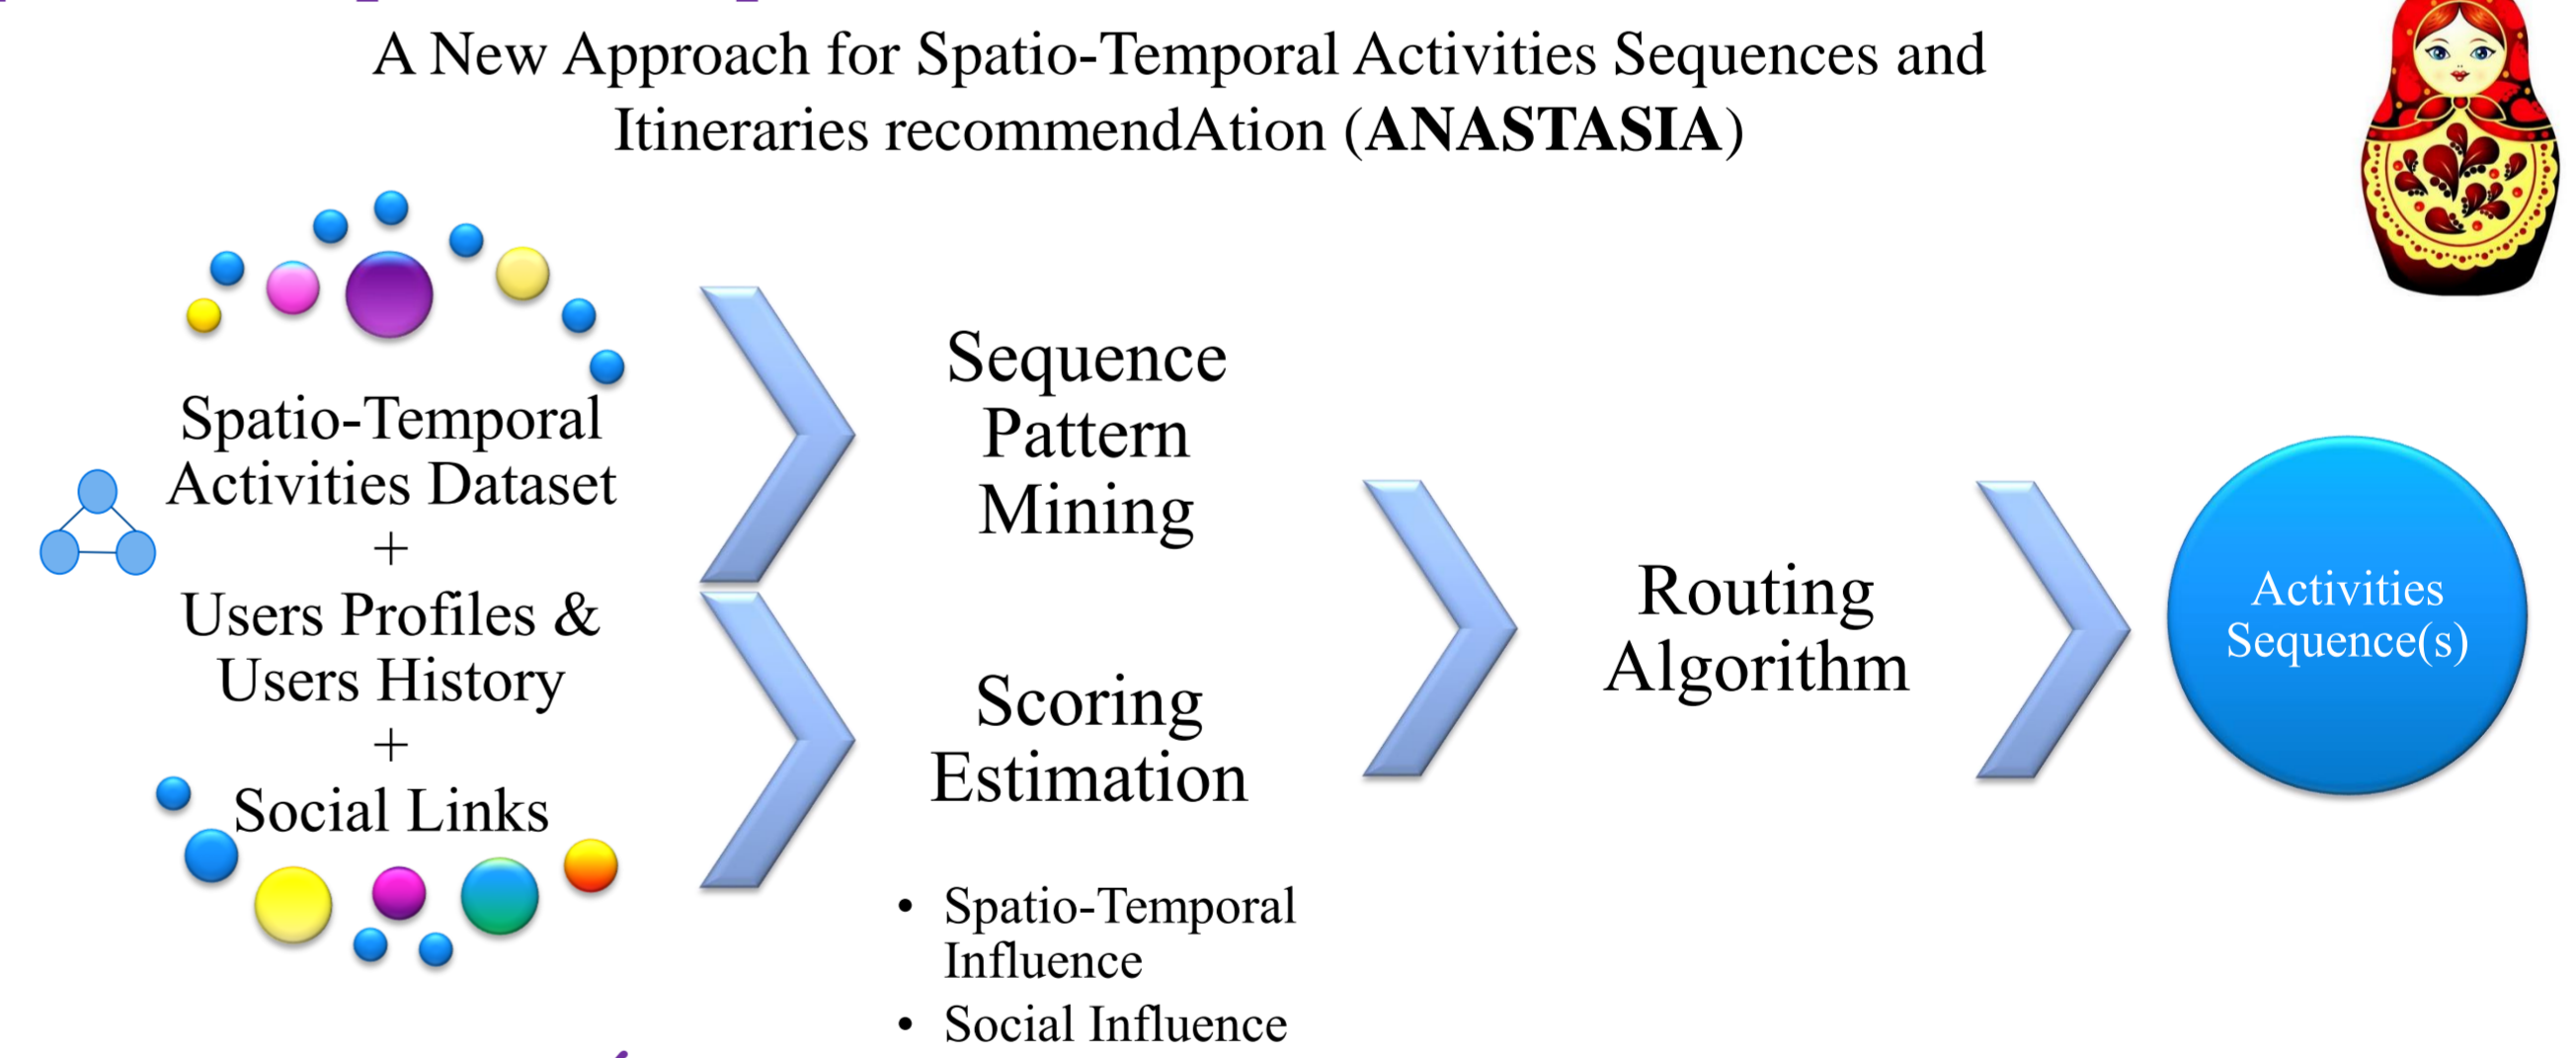 A New Approach for Spatio-Temporal Activities Sequences and
Itineraries recommendAtion (ANASTASIA)
Spatio-Temporal
Activities Dataset
+
Users Profiles &
Users History
+
Social Links
Sequence
Pattern
Mining
Scoring
Estimation
• Spatio-Temporal
Influence
• Social Influence
Routing
Algorithm
Activities
Sequence(s)